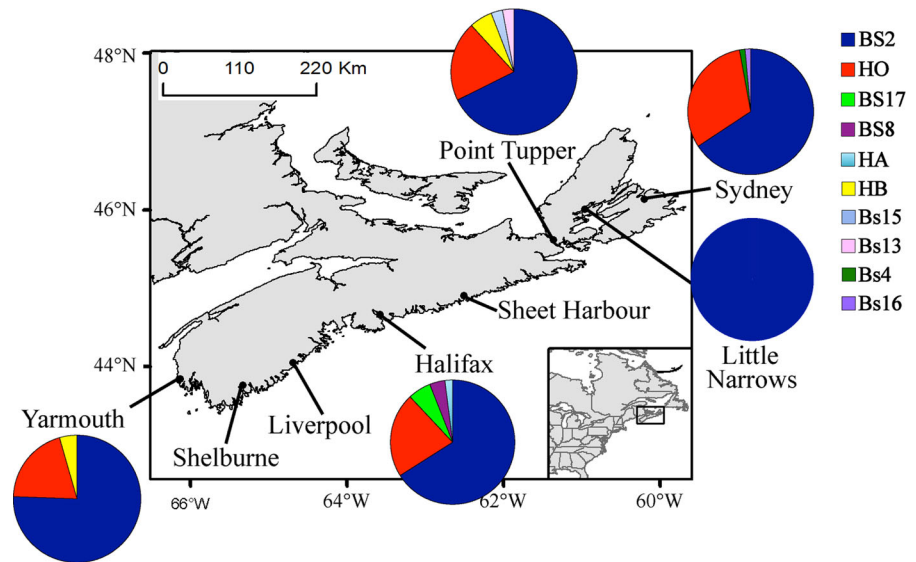 48°N
46°N
44°N
0 110 220 Km
Point Tupper
Sydney
Sheet Harbour
Halifax
Little
Narrows
Liverpool
Yarmouth
Shelburne
66°W 64°W 62°W 60°W
BS2
HO
BS17
BS8
HA
HB
Bs15
Bs13
Bs4
Bs16